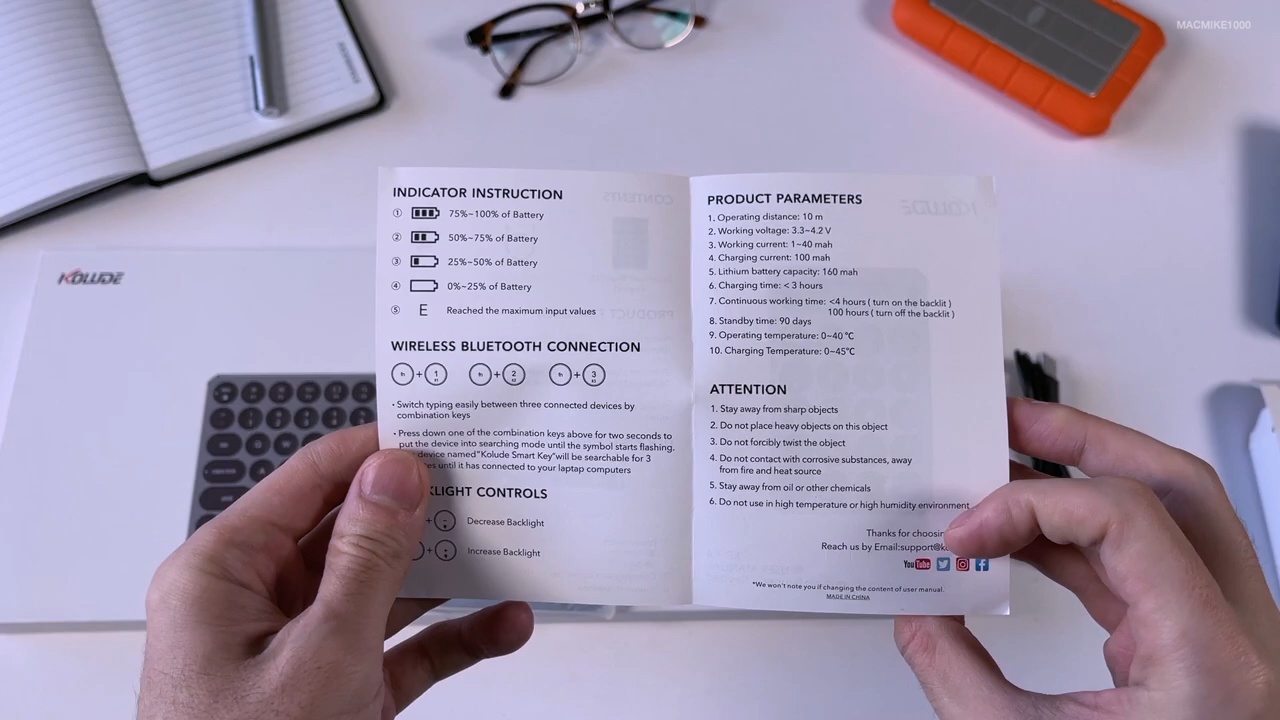 MACMIKE1000
KOLUDE
INDICATOR INSTRUCTION
① 75%~100% of Battery
② 50%~75% of Battery
③ 25%~50% of Battery
④ 0%~25% of Battery
⑤ E Reached the maximum input values
WIRELESS BLUETOOTH CONNECTION
fn + 1 fn + 2 fn + 3
• Switch typing easily between three connected devices by
combination keys
• Press down one of the combination keys above for two seconds to
put the device into searching mode until the symbol starts flashing.
device named"Kolude Smart Key"will be searchable for 3
until it has connected to your laptop computers
CONTROLS
+ Decrease Backlight
+ Increase Backlight
PRODUCT PARAMETERS
1. Operating distance: 10 m
2. Working voltage: 3.3~4.2 V
3. Working current: 1~40 mah
4. Charging current: 100 mah
5. Lithium battery capacity: 160 mah
6. Charging time: < 3 hours
7. Continuous working time: <4 hours ( turn on the backlit )
100 hours ( turn off the backlit )
8. Standby time: 90 days
9. Operating temperature: 0~40 ℃
10. Charging Temperature: 0~45℃
ATTENTION
1. Stay away from sharp objects
2. Do not place heavy objects on this object
3. Do not forcibly twist the object
4. Do not contact with corrosive substances, away
from fire and heat source
5. Stay away from oil or other chemicals
6. Do not use in high temperature or high humidity environment
Thanks for
Reach us by Email:support@
YouTube
*We won't note you if changing the content of user manual.
MADE IN CHINA